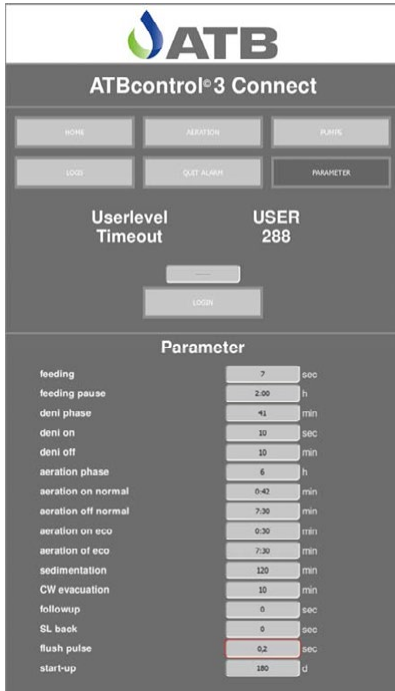 ATB
ATBcontrol©3 Connect
HOME AERATION PUMPS
LOGS QUIT ALARM PARAMETER
Userlevel USER
Timeout 288
LOGIN
Parameter
feeding 7 sec
feeding pause 2:00 h
deni phase 41 min
deni on 10 sec
deni off 10 min
aeration phase 6 h
aeration on normal 0:42 min
aeration off normal 7:30 min
aeration on eco 0:30 min
aeration of eco 7:30 min
sedimentation 120 min
CW evacuation 10 min
followup 0 sec
SL back 0 sec
flush pulse 0,2 sec
start-up 180 d